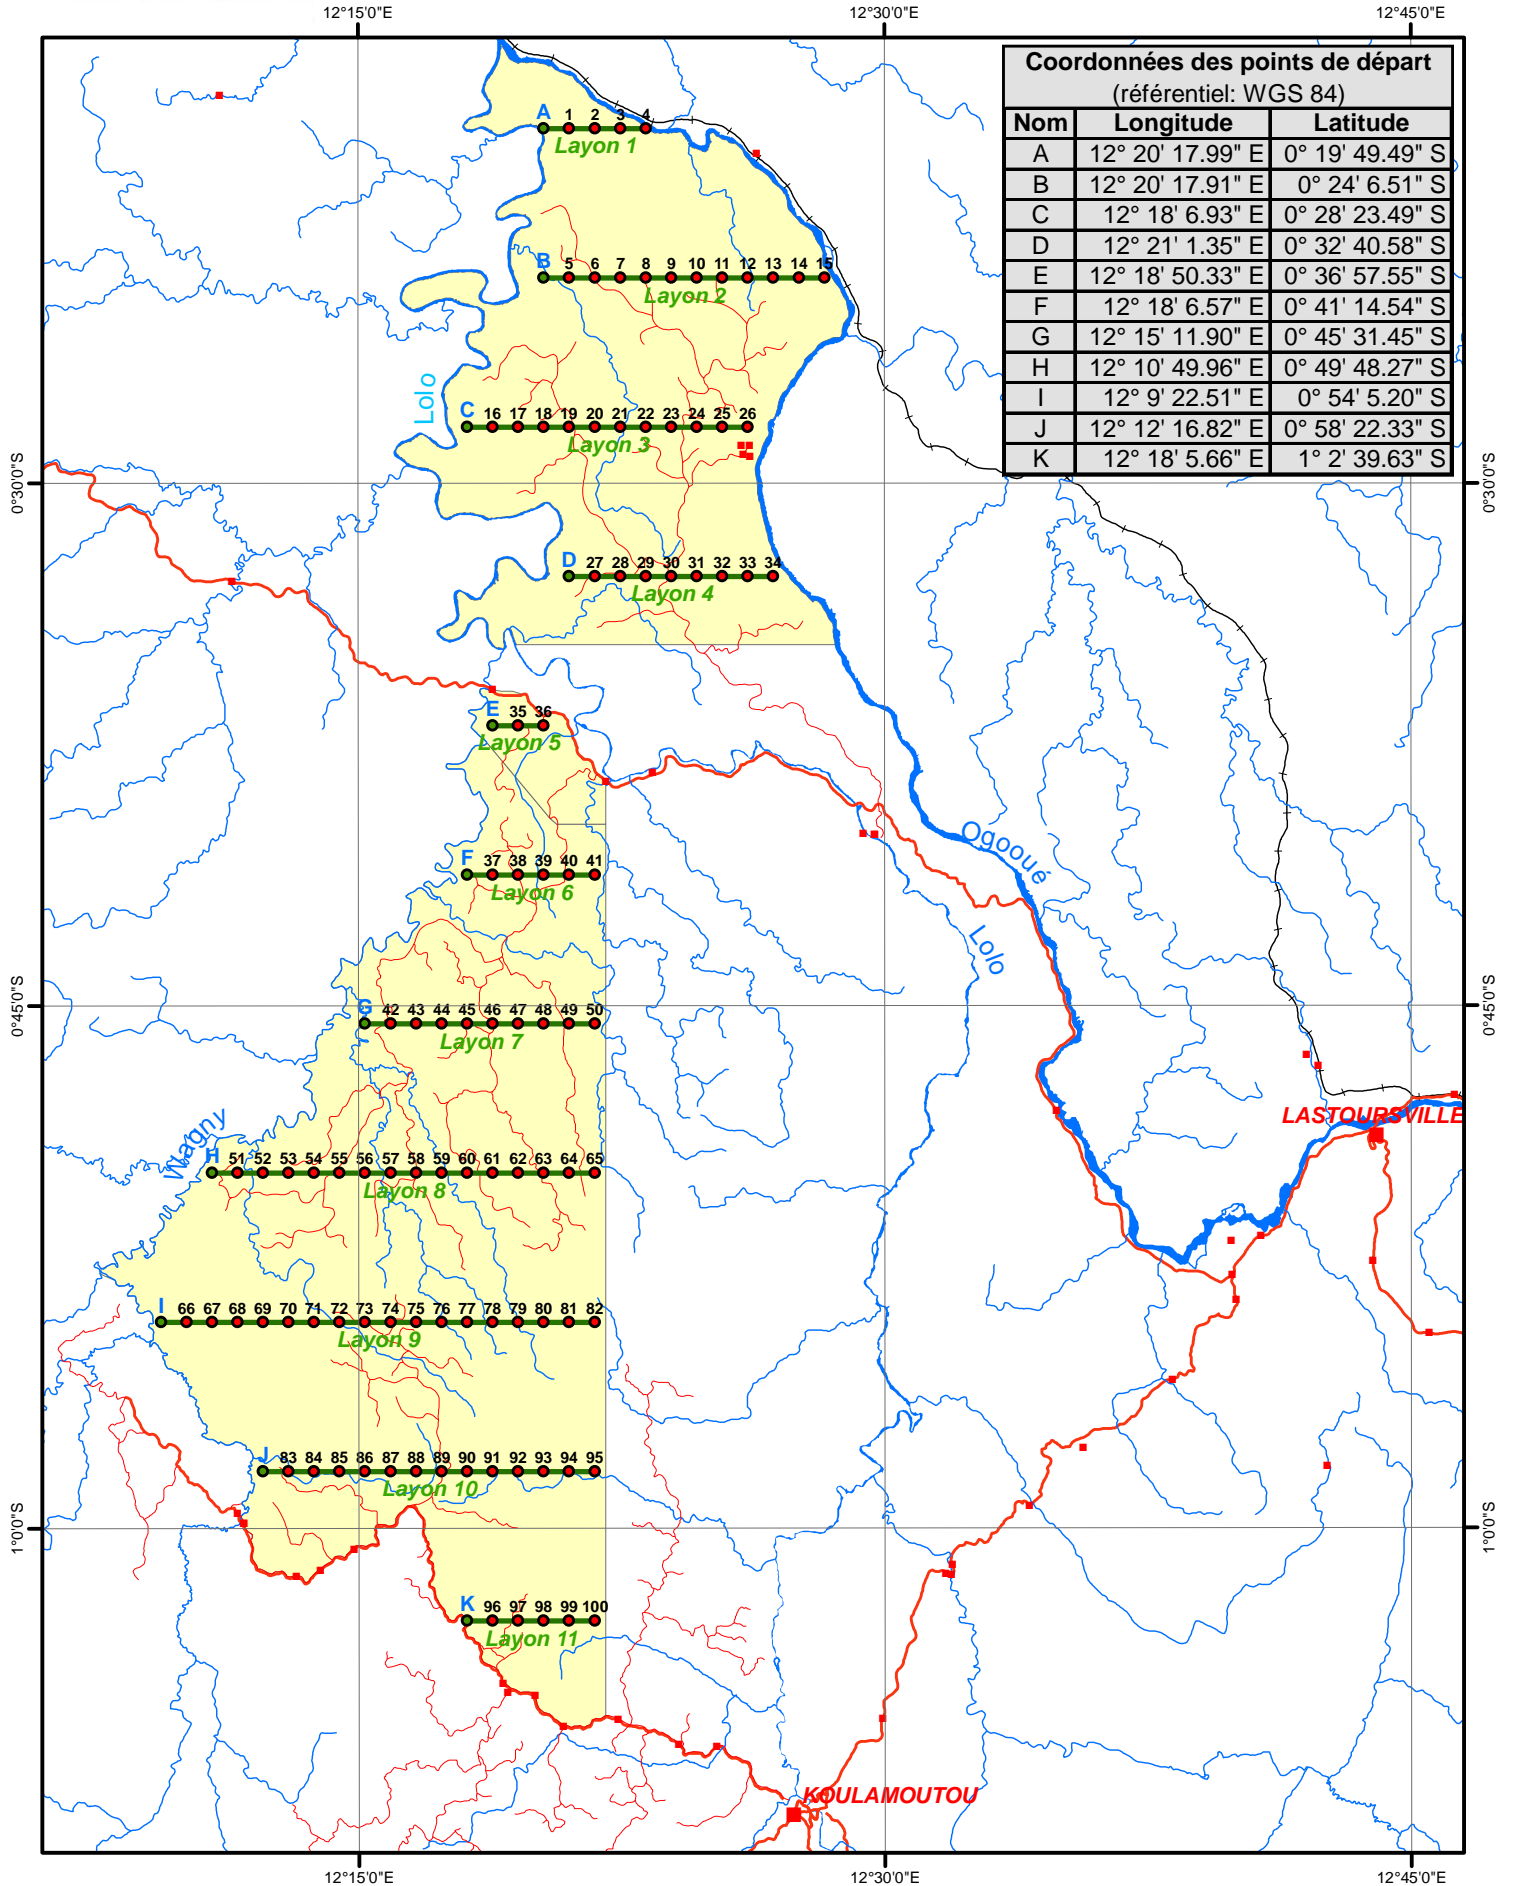 12°15'0"E 12°30'0"E 12°45'0"E
Coordonnées des points de départ
(référentiel: WGS 84)
Nom Longitude Latitude
A 12° 20' 17.99" E 0° 19' 49.49" S
B 12° 20' 17.91" E 0° 24' 6.51" S
C 12° 18' 6.93" E 0° 28' 23.49" S
D 12° 21' 1.35" E 0° 32' 40.58" S
E 12° 18' 50.33" E 0° 36' 57.55" S
F 12° 18' 6.57" E 0° 41' 14.54" S
G 12° 15' 11.90" E 0° 45' 31.45" S
H 12° 10' 49.96" E 0° 49' 48.27" S
I 12° 9' 22.51" E 0° 54' 5.20" S
J 12° 12' 16.82" E 0° 58' 22.33" S
K 12° 18' 5.66" E 1° 2' 39.63" S
A 1 2 3 4
Layon 1
B 5 6 7 8 9 10 11 12 13 14 15
Layon 2
Lolo
C 16 17 18 19 20 21 22 23 24 25 26
Layon 3
0°30'0"S 0°30'0"S
D 27 28 29 30 31 32 33 34
Layon 4
E 35 36
Layon 5
Ogooué
F 37 38 39 40 41
Layon 6
Lolo
0°45'0"S 0°45'0"S
G 42 43 44 45 46 47 48 49 50
Layon 7
LASTOURSVILLE
Wagny
H 51 52 53 54 55 56 57 58 59 60 61 62 63 64 65
Layon 8
I 66 67 68 69 70 71 72 73 74 75 76 77 78 79 80 81 82
Layon 9
J 83 84 85 86 87 88 89 90 91 92 93 94 95
Layon 10
1°0'0"S 1°0'0"S
K 96 97 98 99 100
Layon 11
KOULAMOUTOU
12°15'0"E 12°30'0"E 12°45'0"E